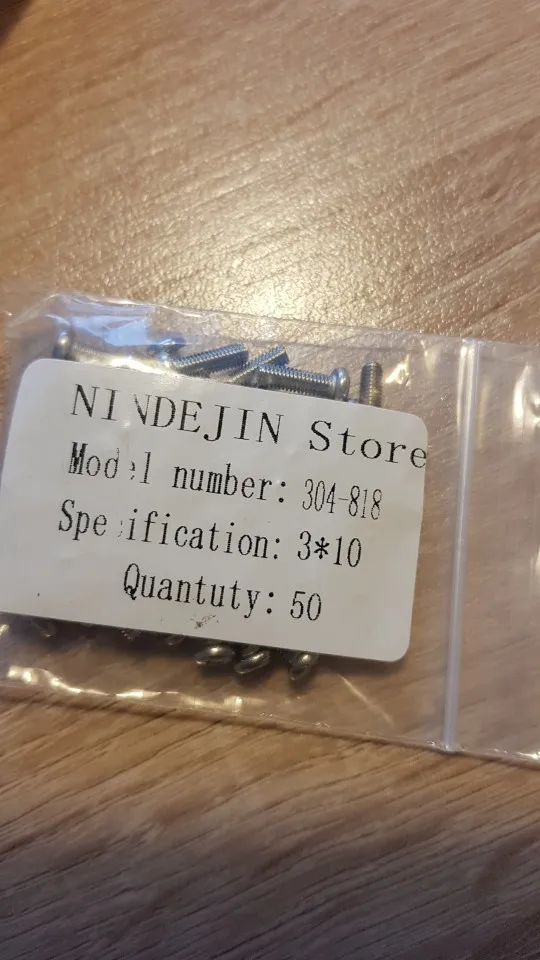 NINDEJIN Store
Model number: 304-818
Specification: 3*10
Quantuty: 50